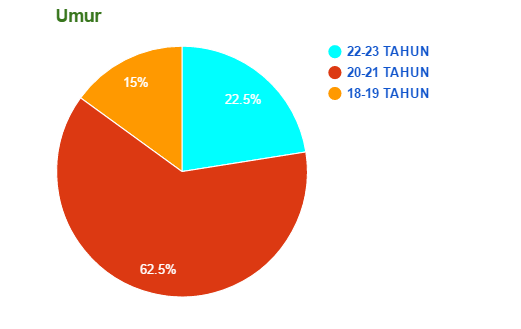 Umur
22-23 TAHUN
20-21 TAHUN
18-19 TAHUN
15%
22.5%
62.5%